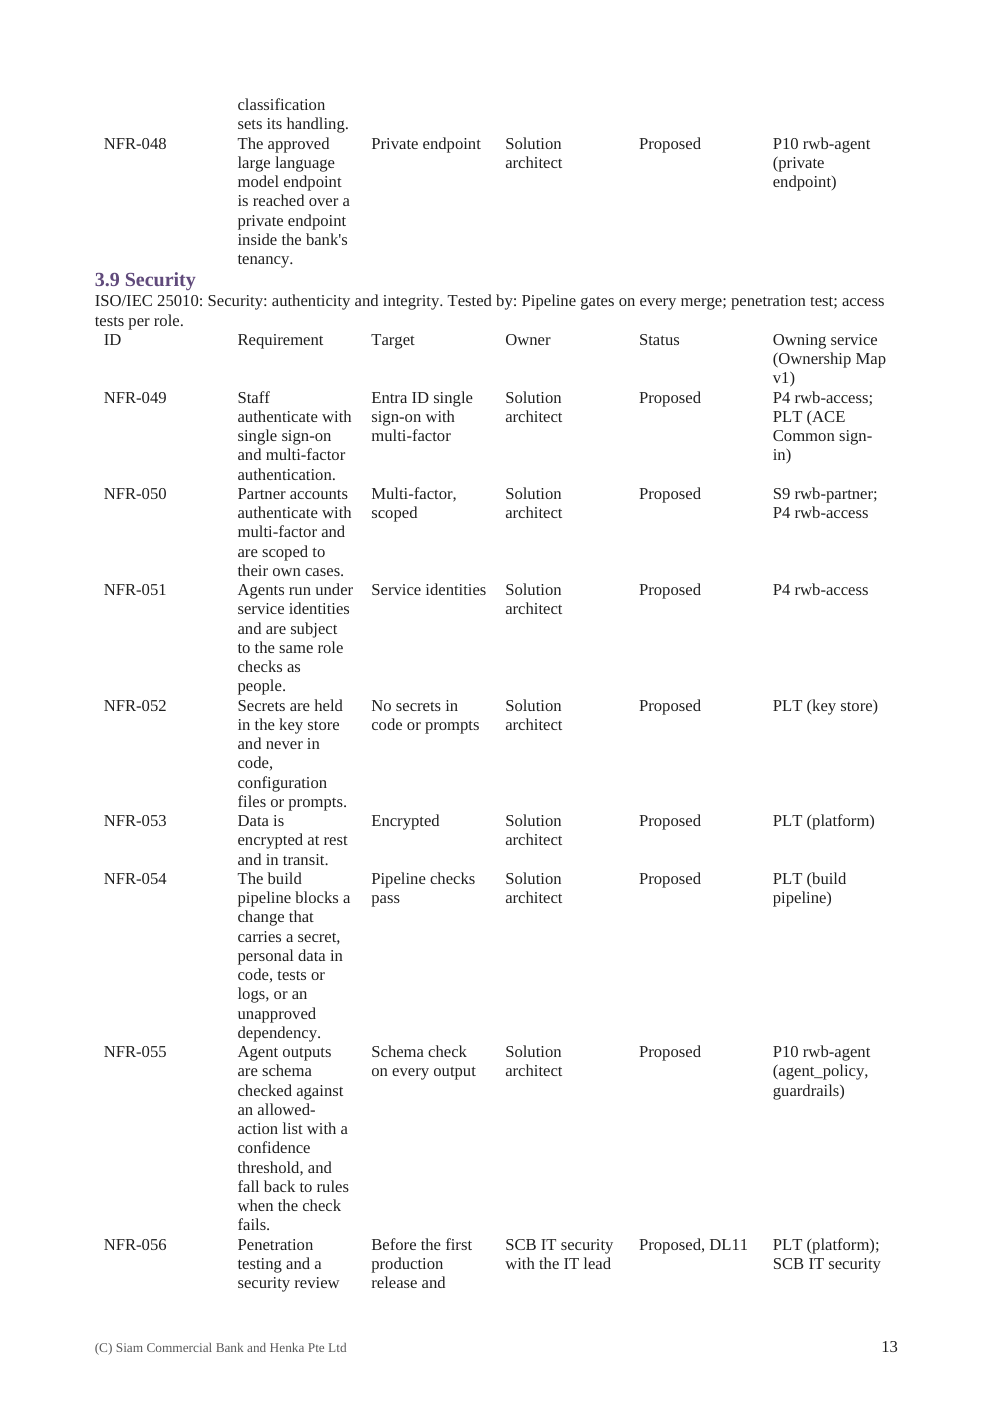 classification
sets its handling.
NFR-048 The approved Private endpoint Solution Proposed P10 rwb-agent
large language architect (private
model endpoint endpoint)
is reached over a
private endpoint
inside the bank's
tenancy.
3.9 Security
ISO/IEC 25010: Security: authenticity and integrity. Tested by: Pipeline gates on every merge; penetration test; access
tests per role.
ID Requirement Target Owner Status Owning service
(Ownership Map
v1)
NFR-049 Staff Entra ID single Solution Proposed P4 rwb-access;
authenticate with sign-on with architect PLT (ACE
single sign-on multi-factor Common sign-
and multi-factor in)
authentication.
NFR-050 Partner accounts Multi-factor, Solution Proposed S9 rwb-partner;
authenticate with scoped architect P4 rwb-access
multi-factor and
are scoped to
their own cases.
NFR-051 Agents run under Service identities Solution Proposed P4 rwb-access
service identities architect
and are subject
to the same role
checks as
people.
NFR-052 Secrets are held No secrets in Solution Proposed PLT (key store)
in the key store code or prompts architect
and never in
code,
configuration
files or prompts.
NFR-053 Data is Encrypted Solution Proposed PLT (platform)
encrypted at rest architect
and in transit.
NFR-054 The build Pipeline checks Solution Proposed PLT (build
pipeline blocks a pass architect pipeline)
change that
carries a secret,
personal data in
code, tests or
logs, or an
unapproved
dependency.
NFR-055 Agent outputs Schema check Solution Proposed P10 rwb-agent
are schema on every output architect (agent_policy,
checked against guardrails)
an allowed-
action list with a
confidence
threshold, and
fall back to rules
when the check
fails.
NFR-056 Penetration Before the first SCB IT security Proposed, DL11 PLT (platform);
testing and a production with the IT lead SCB IT security
security review release and
(C) Siam Commercial Bank and Henka Pte Ltd 13